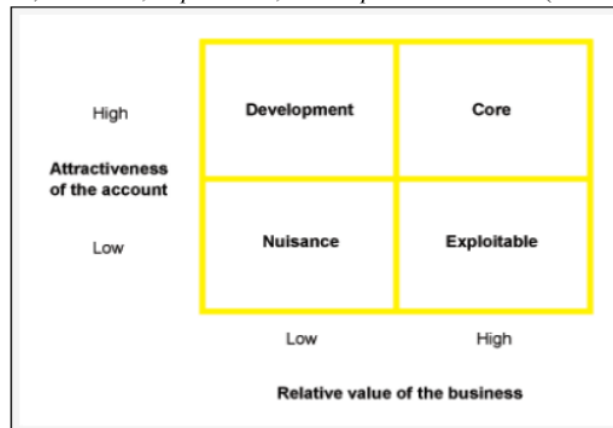 High
Development
Core
Attractiveness
of the account
Low
Nuisance
Exploitable
Low
High
Relative value of the business